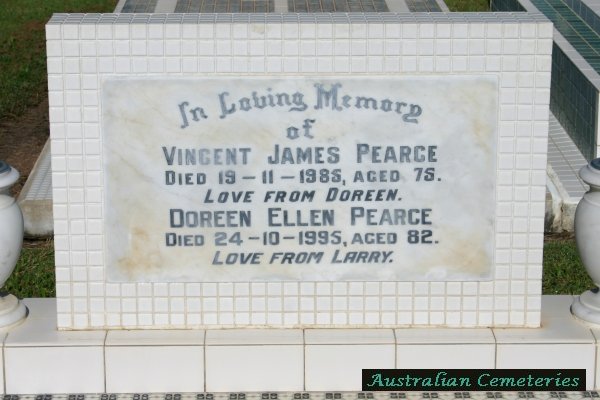 In Loving Memory
of
VINCENT JAMES PEARCE
DIED 19-11-1985, AGED 75.
LOVE FROM DOREEN.
DOREEN ELLEN PEARCE
DIED 24-10-1995, AGED 82.
LOVE FROM LARRY.
Australian Cemeteries